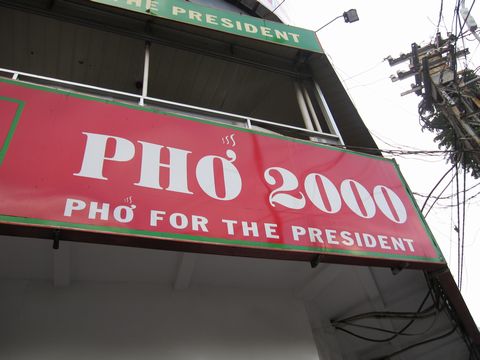 THE PRESIDENT
PHỞ 2000
PHỞ FOR THE PRESIDENT